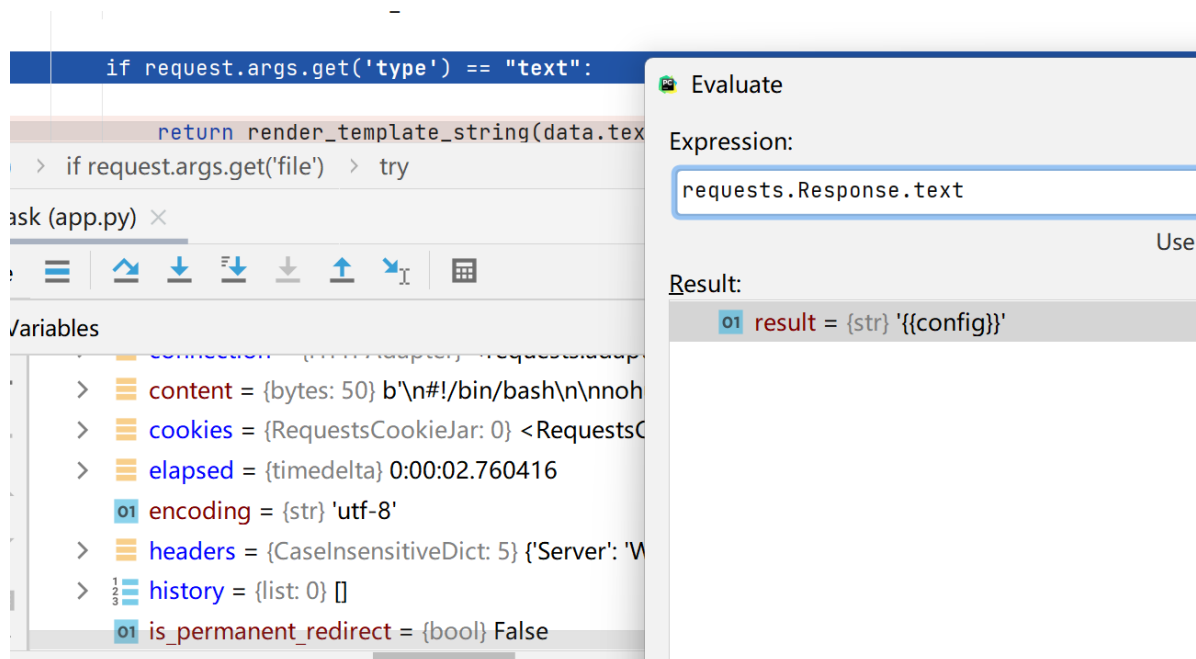 if request.args.get('type') == "text":
return render_template_string(data.tex
if request.args.get('file') > try
ask (app.py)
Variables
content = {bytes: 50} b'\n#!/bin/bash\n\nnoh
cookies = {RequestsCookieJar: 0} <RequestsC
elapsed = {timedelta} 0:00:02.760416
encoding = {str} 'utf-8'
headers = {CaseInsensitiveDict: 5} {'Server': 'W
history = {list: 0} []
is_permanent_redirect = {bool} False
Evaluate
Expression:
requests.Response.text
Use
Result:
result = {str} '{{config}}'